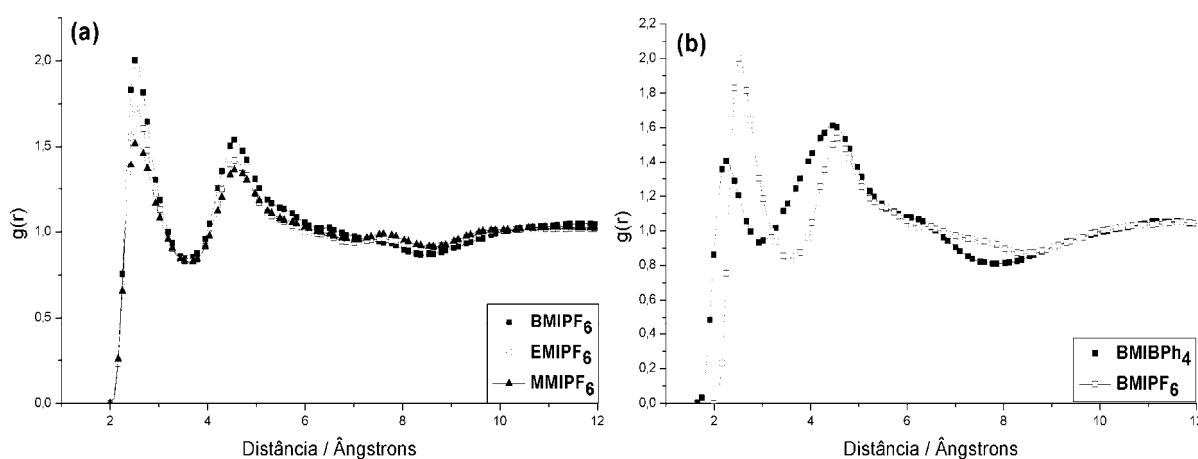 (a)
g(r)
2,0
1,5
1,0
0,5
0,0
2 4 6 8 10 12
Distância / Ângstrons
BMIPF6
EMIPF6
MMIPF6
(b)
g(r)
2,2
2,0
1,8
1,6
1,4
1,2
1,0
0,8
0,6
0,4
0,2
0,0
2 4 6 8 10 12
Distância / Ângstrons
BMIBPh4
BMIPF6